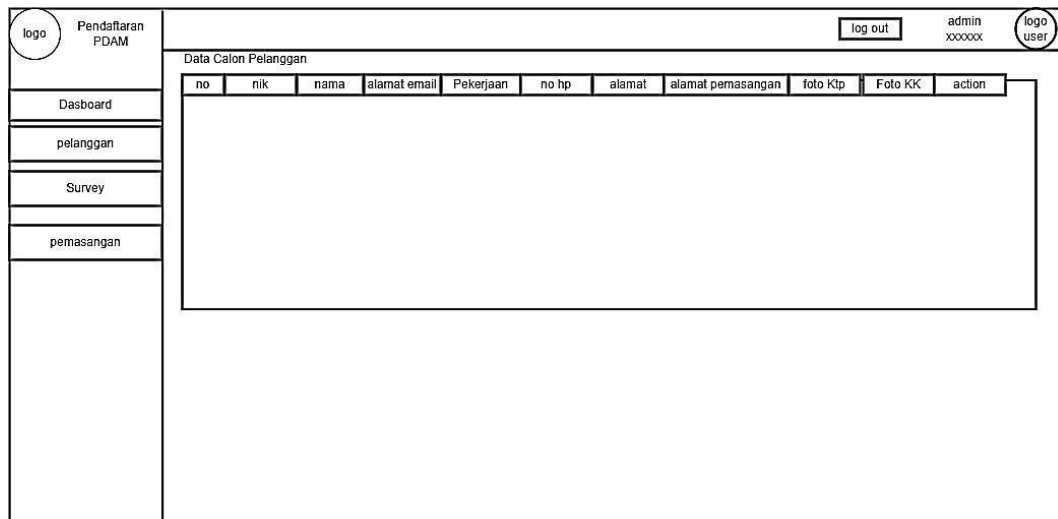 logo
Pendaftaran
PDAM
log out
admin
xxxxxx
logo
user
Dasboard
pelanggan
Survey
pemasangan
Data Calon Pelanggan
no nik nama alamat email Pekerjaan no hp alamat alamat pemasangan foto Ktp Foto KK action